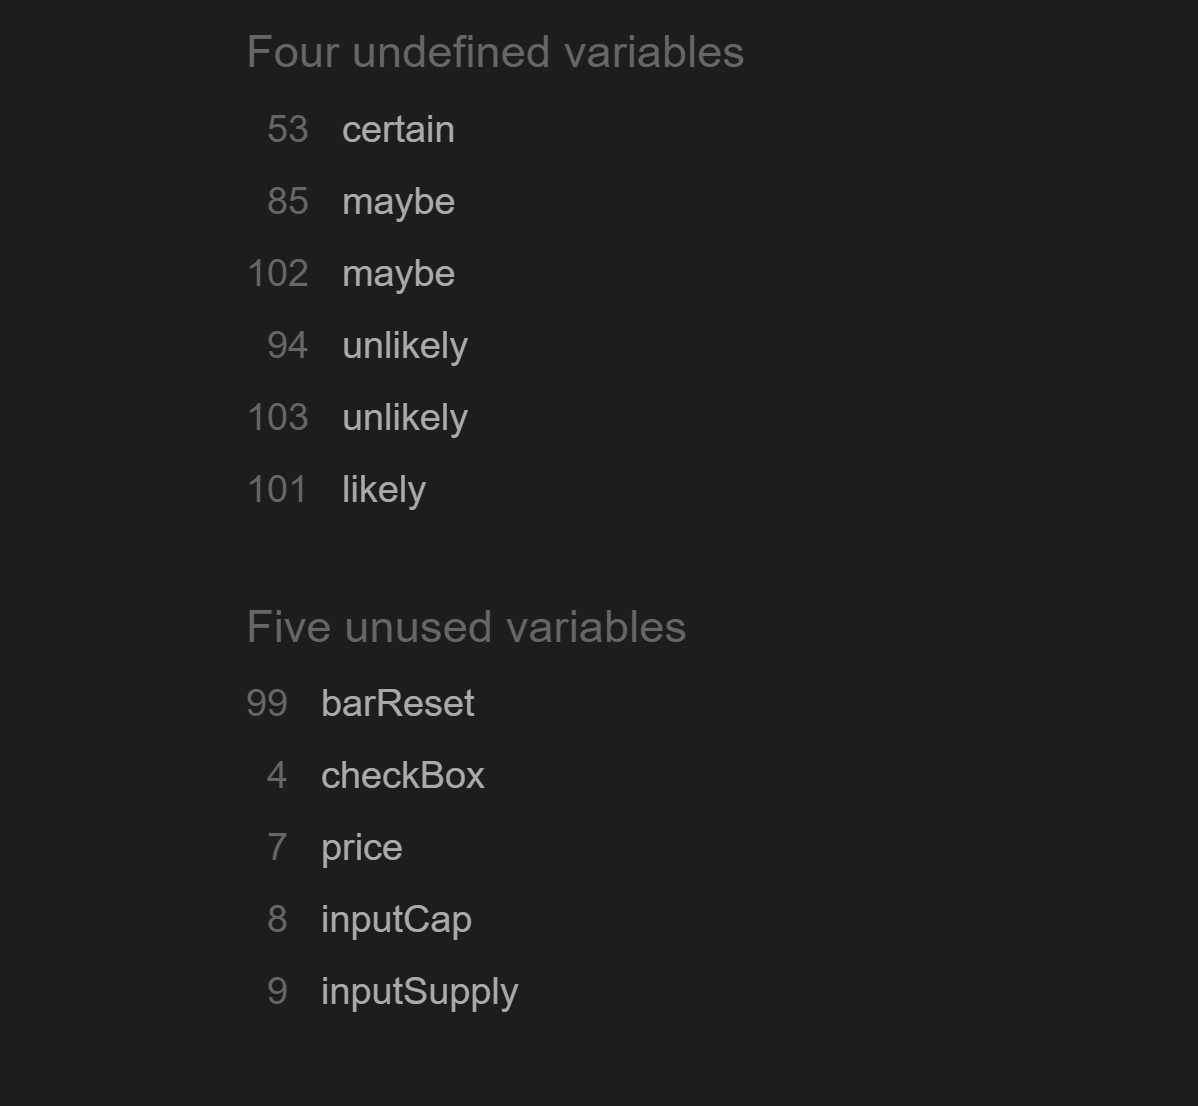 Four undefined variables
53 certain
85 maybe
102 maybe
94 unlikely
103 unlikely
101 likely
Five unused variables
99 barReset
4 checkBox
7 price
8 inputCap
9 inputSupply